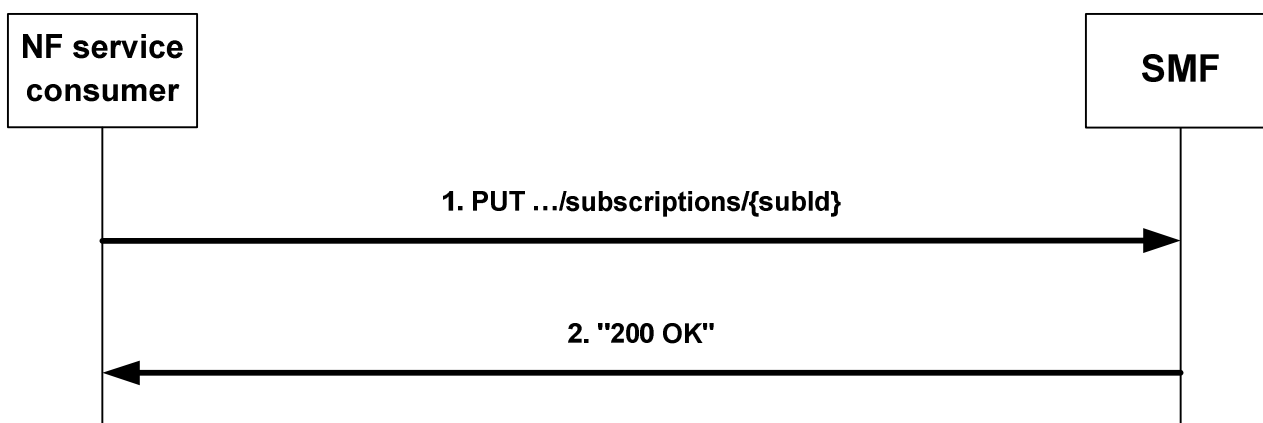 NF service
consumer
SMF
1. PUT …/subscriptions/{subId}
2. "200 OK"